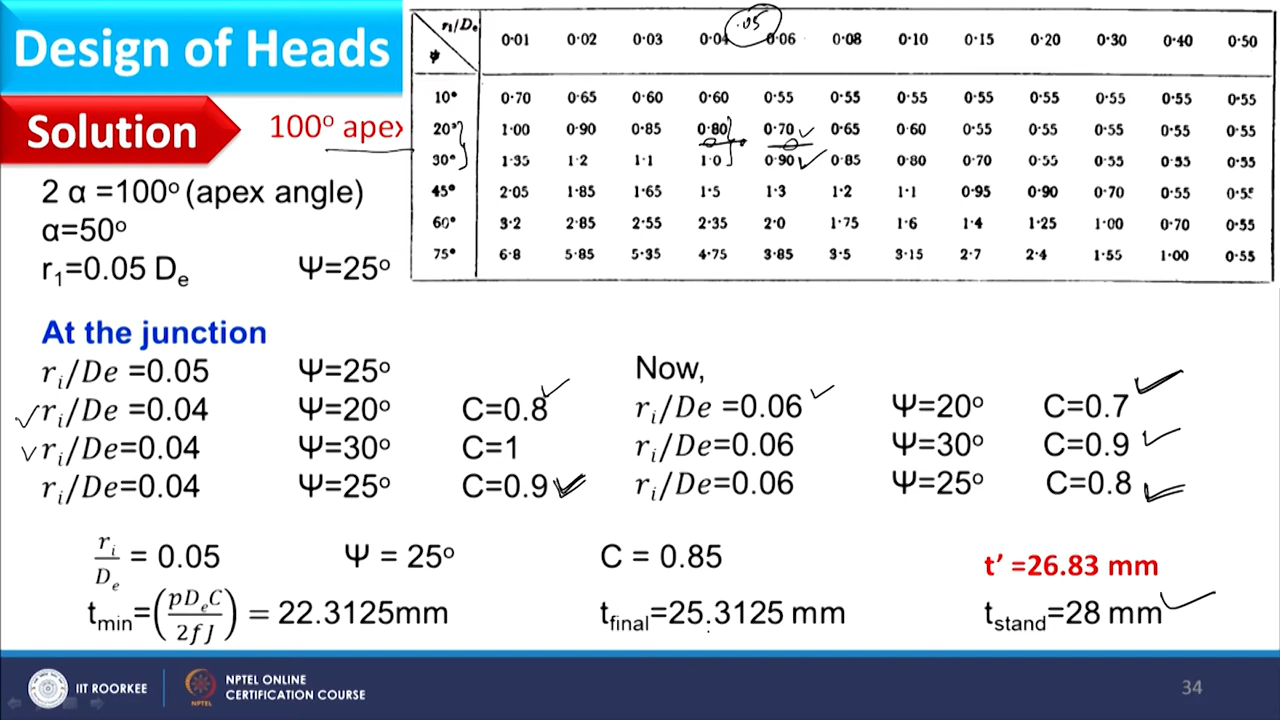 Design of Heads
Solution
100° apex
rᵢ/Dₑ 0·01 0·02 0·03 0·04 0·06 0·08 0·10 0·15 0·20 0·30 0·40 0·50
.05
ψ
10° 0·70 0·65 0·60 0·60 0·55 0·55 0·55 0·55 0·55 0·55 0·55 0·55
20° 1·00 0·90 0·85 0·80 0·70 0·65 0·60 0·55 0·55 0·55 0·55 0·55
30° 1·35 1·2 1·1 1·0 0·90 0·85 0·80 0·70 0·55 0·55 0·55 0·55
45° 2·05 1·85 1·65 1·5 1·3 1·2 1·1 0·95 0·90 0·70 0·55 0·55
60° 3·2 2·85 2·55 2·35 2·0 1·75 1·6 1·4 1·25 1·00 0·70 0·55
75° 6·8 5·85 5·35 4·75 3·85 3·5 3·15 2·7 2·4 1·55 1·00 0·55
2 α =100° (apex angle)
α=50°
r₁=0.05 Dₑ Ψ=25°
At the junction
rᵢ/De =0.05 Ψ=25°
rᵢ/De =0.04 Ψ=20° C=0.8
rᵢ/De=0.04 Ψ=30° C=1
rᵢ/De=0.04 Ψ=25° C=0.9
Now,
rᵢ/De =0.06 Ψ=20° C=0.7
rᵢ/De=0.06 Ψ=30° C=0.9
rᵢ/De=0.06 Ψ=25° C=0.8
rᵢ/Dₑ = 0.05 Ψ = 25° C = 0.85
t' =26.83 mm
t_min=(pDₑC/2fJ) = 22.3125mm t_final=25.3125 mm t_stand=28 mm
IIT ROORKEE
NPTEL
NPTEL ONLINE
CERTIFICATION COURSE
34